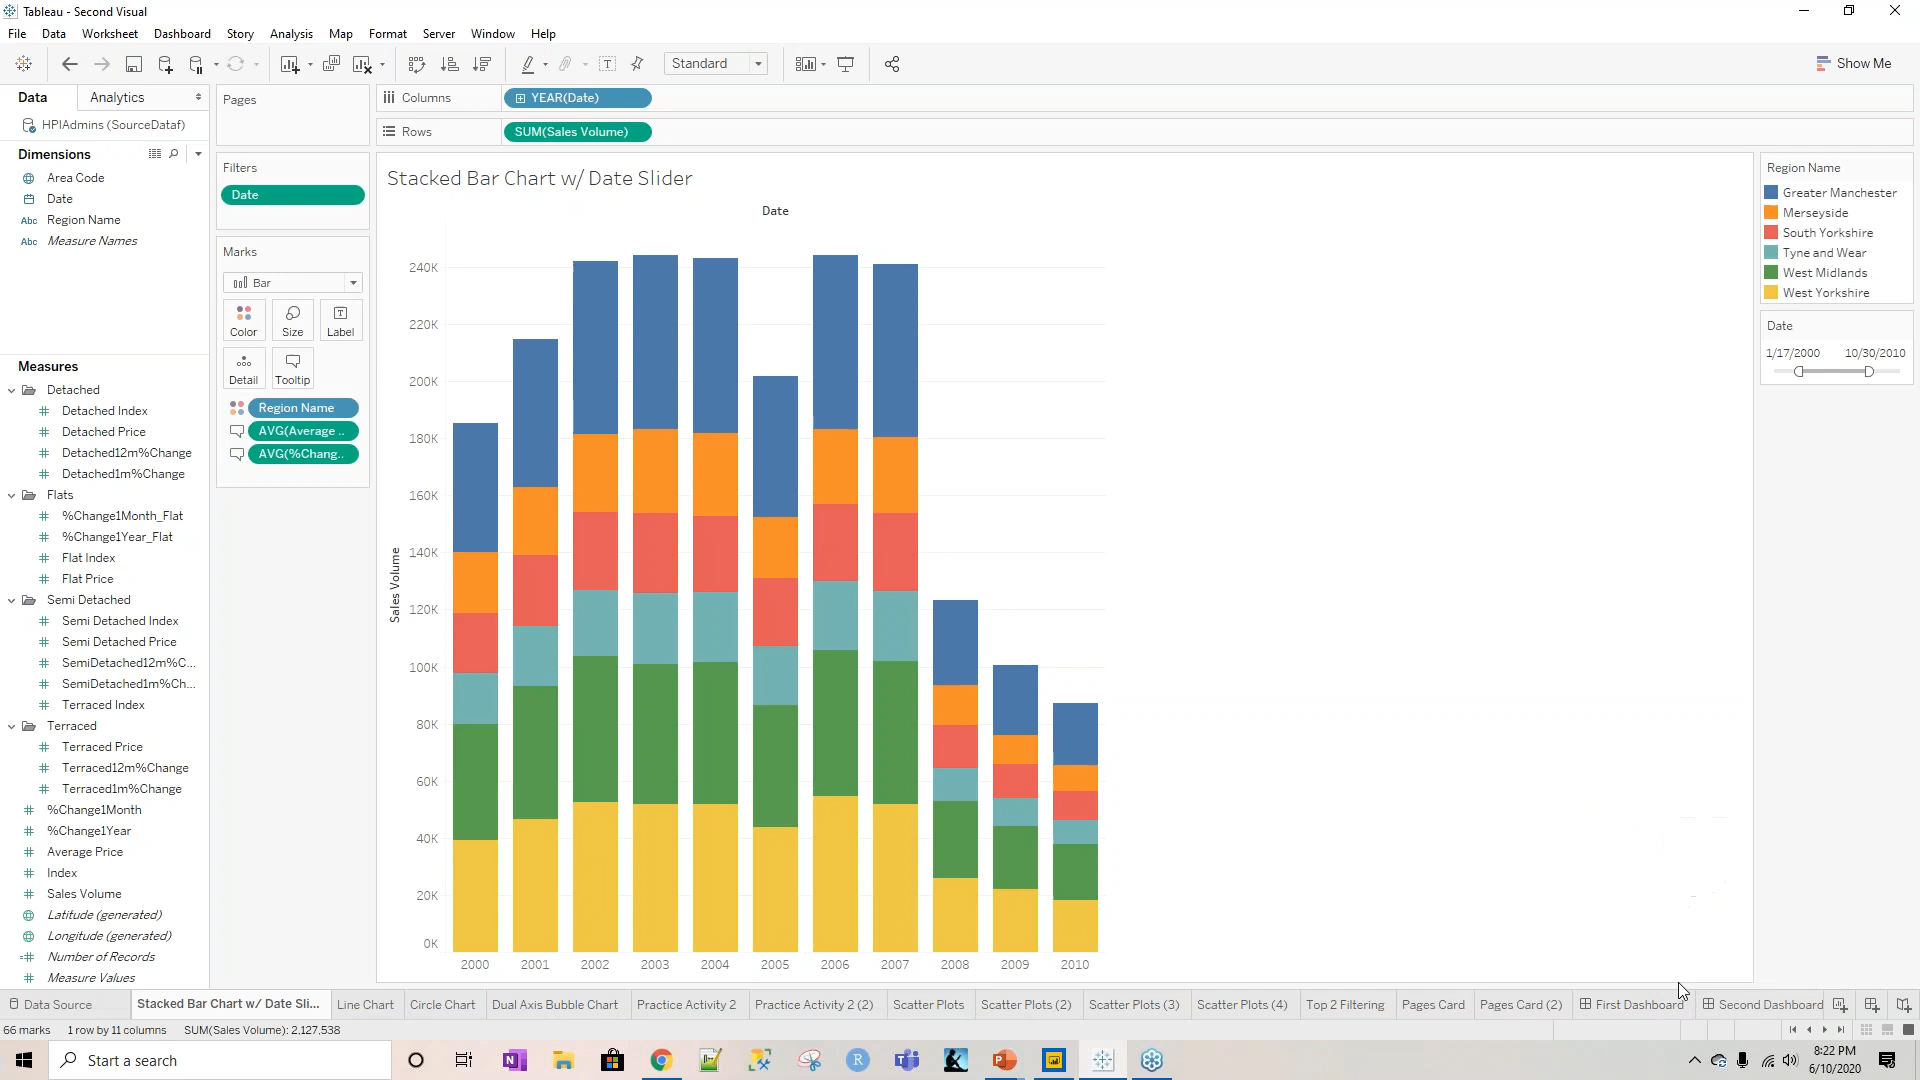 Tableau - Second Visual
File Data Worksheet Dashboard Story Analysis Map Format Server Window Help
Standard
Show Me
Data Analytics
HPIAdmins (SourceDataf)
Dimensions
Area Code
Date
Abc Region Name
Abc Measure Names
Measures
Detached
Detached Index
Detached Price
Detached12m%Change
Detached1m%Change
Flats
%Change1Month_Flat
%Change1Year_Flat
Flat Index
Flat Price
Semi Detached
Semi Detached Index
Semi Detached Price
SemiDetached12m%C...
SemiDetached1m%Ch...
Terraced Index
Terraced
Terraced Price
Terraced12m%Change
Terraced1m%Change
%Change1Month
%Change1Year
Average Price
Index
Sales Volume
Latitude (generated)
Longitude (generated)
Number of Records
Measure Values
Pages
Filters
Date
Marks
Bar
Color Size Label
Detail Tooltip
Region Name
AVG(Average ..
AVG(%Chang..
Columns YEAR(Date)
Rows SUM(Sales Volume)
Stacked Bar Chart w/ Date Slider
Date
Sales Volume
240K
220K
200K
180K
160K
140K
120K
100K
80K
60K
40K
20K
0K
2000 2001 2002 2003 2004 2005 2006 2007 2008 2009 2010
Region Name
Greater Manchester
Merseyside
South Yorkshire
Tyne and Wear
West Midlands
West Yorkshire
Date
1/17/2000 10/30/2010
Data Source Stacked Bar Chart w/ Date Sli... Line Chart Circle Chart Dual Axis Bubble Chart Practice Activity 2 Practice Activity 2 (2) Scatter Plots Scatter Plots (2) Scatter Plots (3) Scatter Plots (4) Top 2 Filtering Pages Card Pages Card (2) First Dashboard Second Dashboard
66 marks 1 row by 11 columns SUM(Sales Volume): 2,127,538
Start a search
8:22 PM
6/10/2020